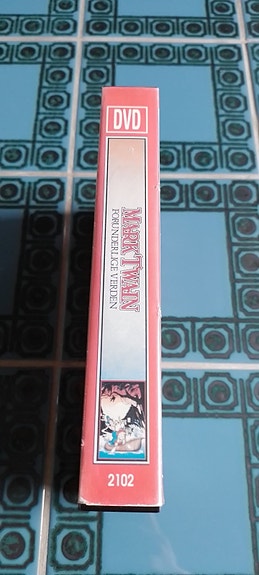 DVD
MARK TWAIN
FORUNDERLIGE VERDEN
2102